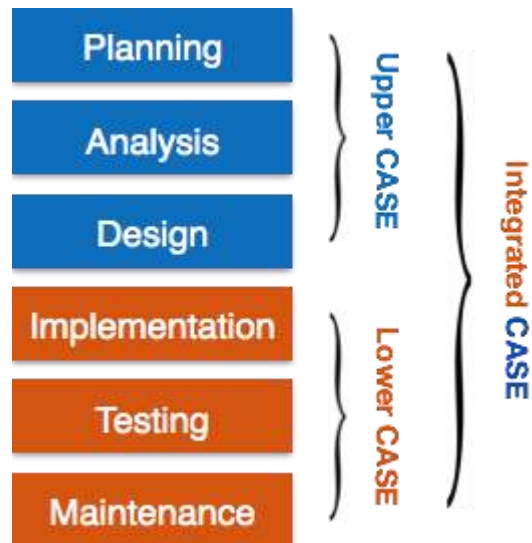 Planning
Analysis
Design
Implementation
Testing
Maintenance
Upper CASE
Lower CASE
Integrated CASE